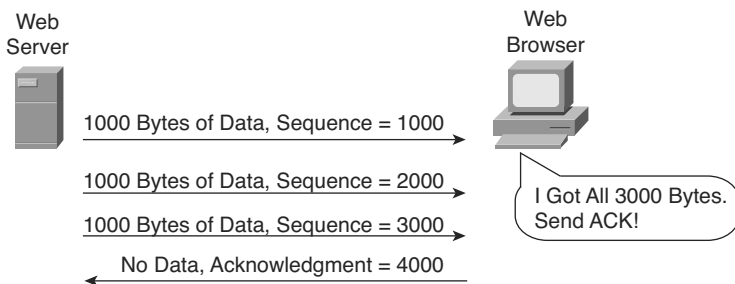 Web
Server
Web
Browser
1000 Bytes of Data, Sequence = 1000
1000 Bytes of Data, Sequence = 2000
1000 Bytes of Data, Sequence = 3000
No Data, Acknowledgment = 4000
I Got All 3000 Bytes.
Send ACK!